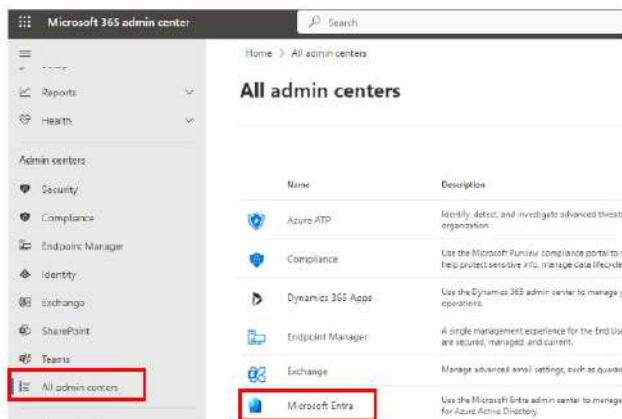 Microsoft 365 admin center
Search
Home > All admin centers
Reports
Health
Admin centers
Security
Compliance
Endpoint Manager
Identity
Exchange
SharePoint
Teams
All admin centers
All admin centers
Name Description
Azure ATP
Identify, detect, and investigate advanced threats
organization.
Compliance
Use the Microsoft Purview compliance portal to
help protect sensitive info, manage data lifecycle
Dynamics 365 Apps
Use the Dynamics 365 admin center to manage
operations.
Endpoint Manager
A single management experience for the End Use
are secured, managed, and current.
Exchange
Manage advanced email settings, such as quaran
Microsoft Entra
Use the Microsoft Entra admin center to manage
for Azure Active Directory.